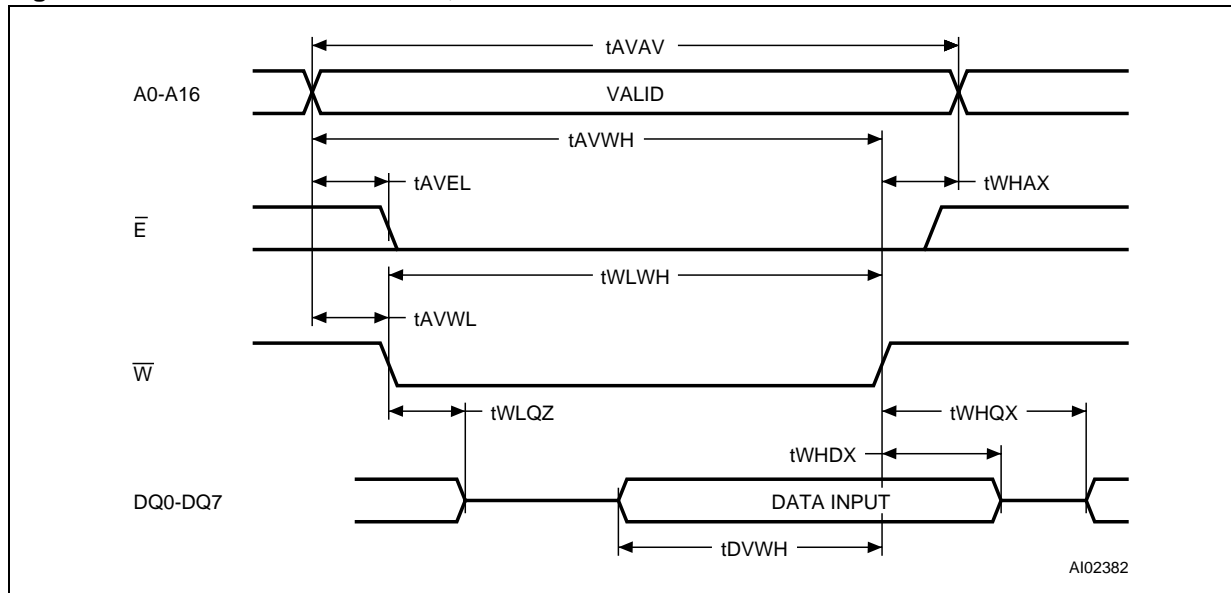 tAVAV
A0-A16
VALID
tAVWH
tAVEL
tWHAX
E̅
tWLWH
tAVWL
W̅
tWLQZ
tWHQX
tWHDX
DQ0-DQ7
DATA INPUT
tDVWH
AI02382